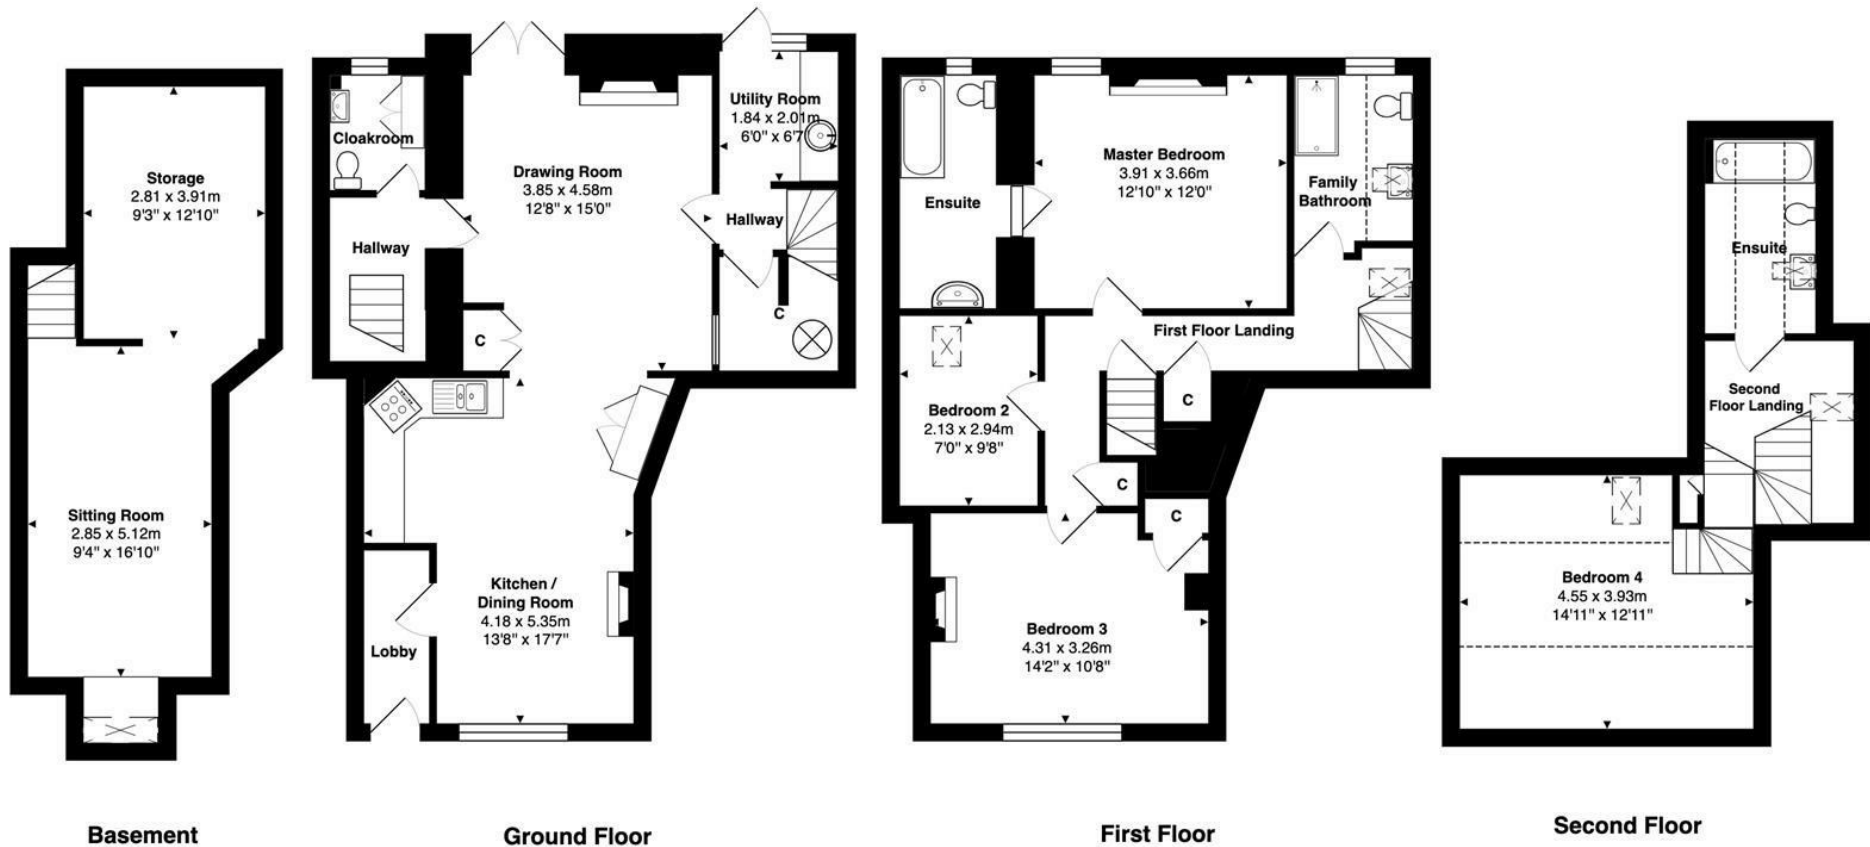 Storage
2.81 x 3.91m
9'3" x 12'10"
Sitting Room
2.85 x 5.12m
9'4" x 16'10"
Basement
Cloakroom
Hallway
Drawing Room
3.85 x 4.58m
12'8" x 15'0"
Utility Room
1.84 x 2.01m
6'0" x 6'7
Hallway
C
C
Kitchen /
Dining Room
4.18 x 5.35m
13'8" x 17'7"
Lobby
Ground Floor
Ensuite
Master Bedroom
3.91 x 3.66m
12'10" x 12'0"
Family
Bathroom
First Floor Landing
Bedroom 2
2.13 x 2.94m
7'0" x 9'8"
C
C
C
Bedroom 3
4.31 x 3.26m
14'2" x 10'8"
First Floor
Ensuite
Second
Floor Landing
Bedroom 4
4.55 x 3.93m
14'11" x 12'11"
Second Floor